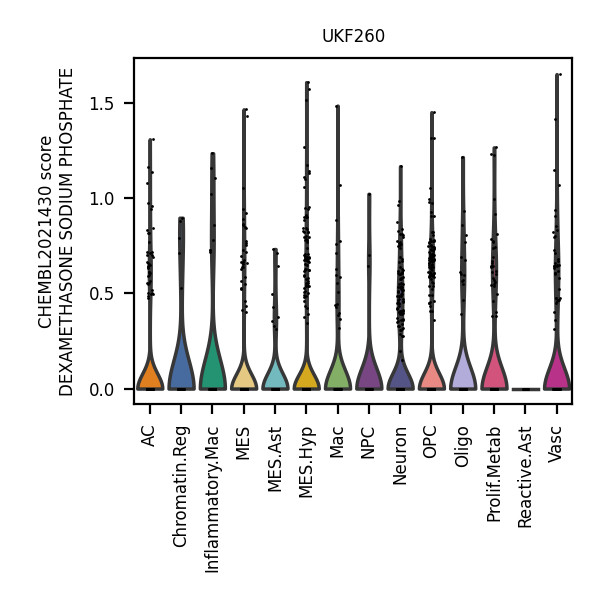 UKF260
CHEMBL2021430 score
DEXAMETHASONE SODIUM PHOSPHATE
1.5
1.0
0.5
0.0
AC
Chromatin.Reg
Inflammatory.Mac
MES
MES.Ast
MES.Hyp
Mac
NPC
Neuron
OPC
Oligo
Prolif.Metab
Reactive.Ast
Vasc